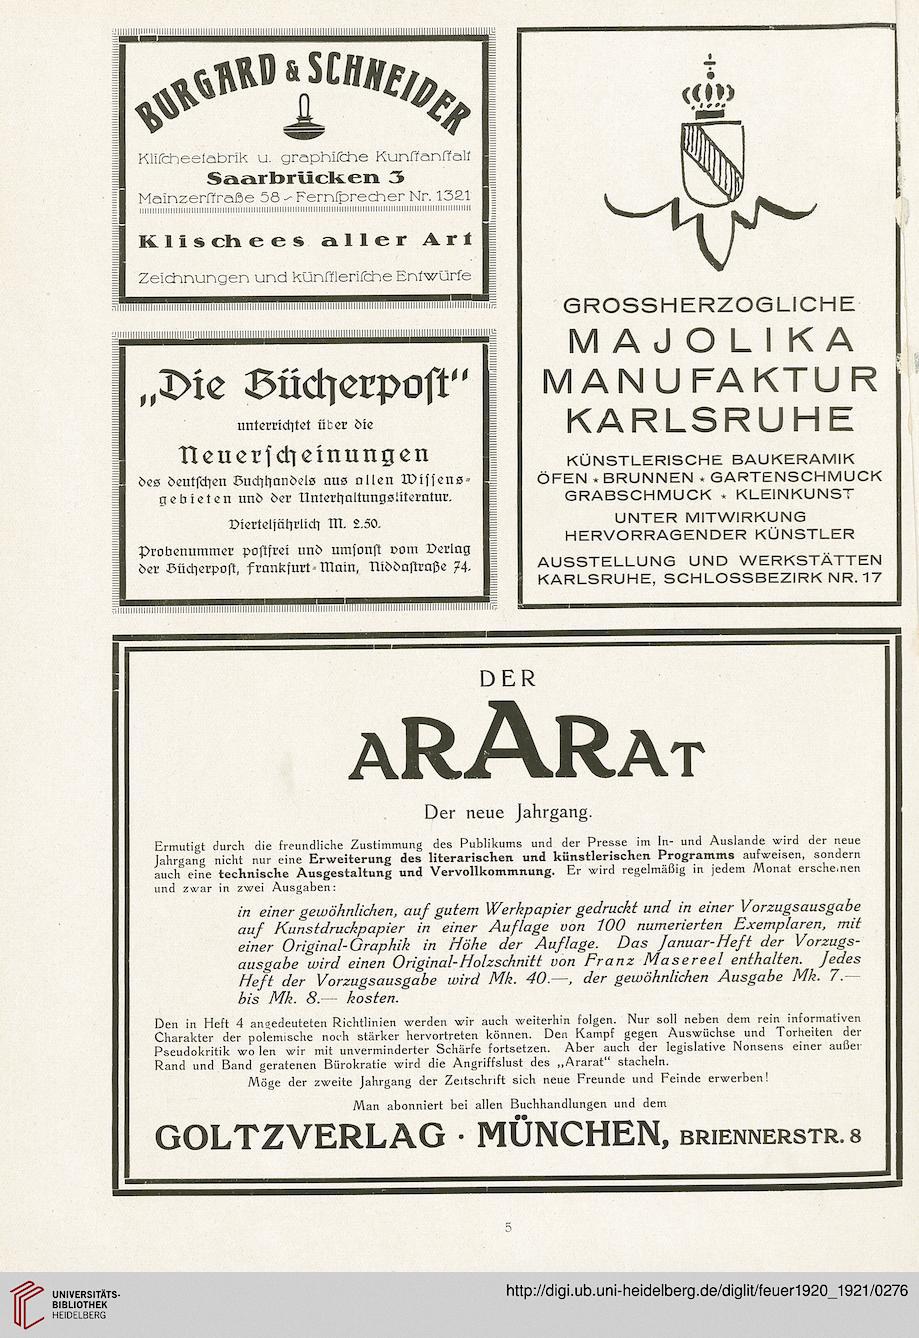 BURGARD & SCHNEIDER
Kliſcheefabrik u. graphiſche Kunſtanſtalt
Saarbrücken 3
Mainzerſtraße 58 - Fernſprecher Nr. 1321
Klischees aller Art
Zeichnungen und künſtleriſche Entwürfe
„Die Bücherpoſt"
unterrichtet über die
Neuerſcheinungen
des deutſchen Buchhandels aus allen Wiſſens-
gebieten und der Unterhaltungsliteratur.
Vierteljährlich M. 2.50.
Probenummer poſtfrei und umſonſt vom Verlag
der Bücherpoſt, Frankfurt-Main, Niddaſtraße 74.
GROSSHERZOGLICHE
MAJOLIKA
MANUFAKTUR
KARLSRUHE
KÜNSTLERISCHE BAUKERAMIK
ÖFEN ⋆ BRUNNEN ⋆ GARTENSCHMUCK
GRABSCHMUCK ⋆ KLEINKUNST
UNTER MITWIRKUNG
HERVORRAGENDER KÜNSTLER
AUSSTELLUNG UND WERKSTÄTTEN
KARLSRUHE, SCHLOSSBEZIRK NR. 17
DER
ARARAT
Der neue Jahrgang.
Ermutigt durch die freundliche Zustimmung des Publikums und der Presse im In- und Auslande wird der neue
Jahrgang nicht nur eine Erweiterung des literarischen und künstlerischen Programms aufweisen, sondern
auch eine technische Ausgestaltung und Vervollkommnung. Er wird regelmäßig in jedem Monat erscheinen
und zwar in zwei Ausgaben:
in einer gewöhnlichen, auf gutem Werkpapier gedruckt und in einer Vorzugsausgabe
auf Kunstdruckpapier in einer Auflage von 100 numerierten Exemplaren, mit
einer Original-Graphik in Höhe der Auflage. Das Januar-Heft der Vorzugs-
ausgabe wird einen Original-Holzschnitt von Franz Masereel enthalten. Jedes
Heft der Vorzugsausgabe wird Mk. 40.—, der gewöhnlichen Ausgabe Mk. 7.—
bis Mk. 8.— kosten.
Den in Heft 4 angedeuteten Richtlinien werden wir auch weiterhin folgen. Nur soll neben dem rein informativen
Charakter der polemische noch stärker hervortreten können. Den Kampf gegen Auswüchse und Torheiten der
Pseudokritik wollen wir mit unverminderter Schärfe fortsetzen. Aber auch der legislative Nonsens einer außer
Rand und Band geratenen Bürokratie wird die Angriffslust des „Ararat" stacheln.
Möge der zweite Jahrgang der Zeitschrift sich neue Freunde und Feinde erwerben!
Man abonniert bei allen Buchhandlungen und dem
GOLTZVERLAG · MÜNCHEN, BRIENNERSTR. 8
5
UNIVERSITÄTS-
BIBLIOTHEK
HEIDELBERG
http://digi.ub.uni-heidelberg.de/diglit/feuer1920_1921/0276